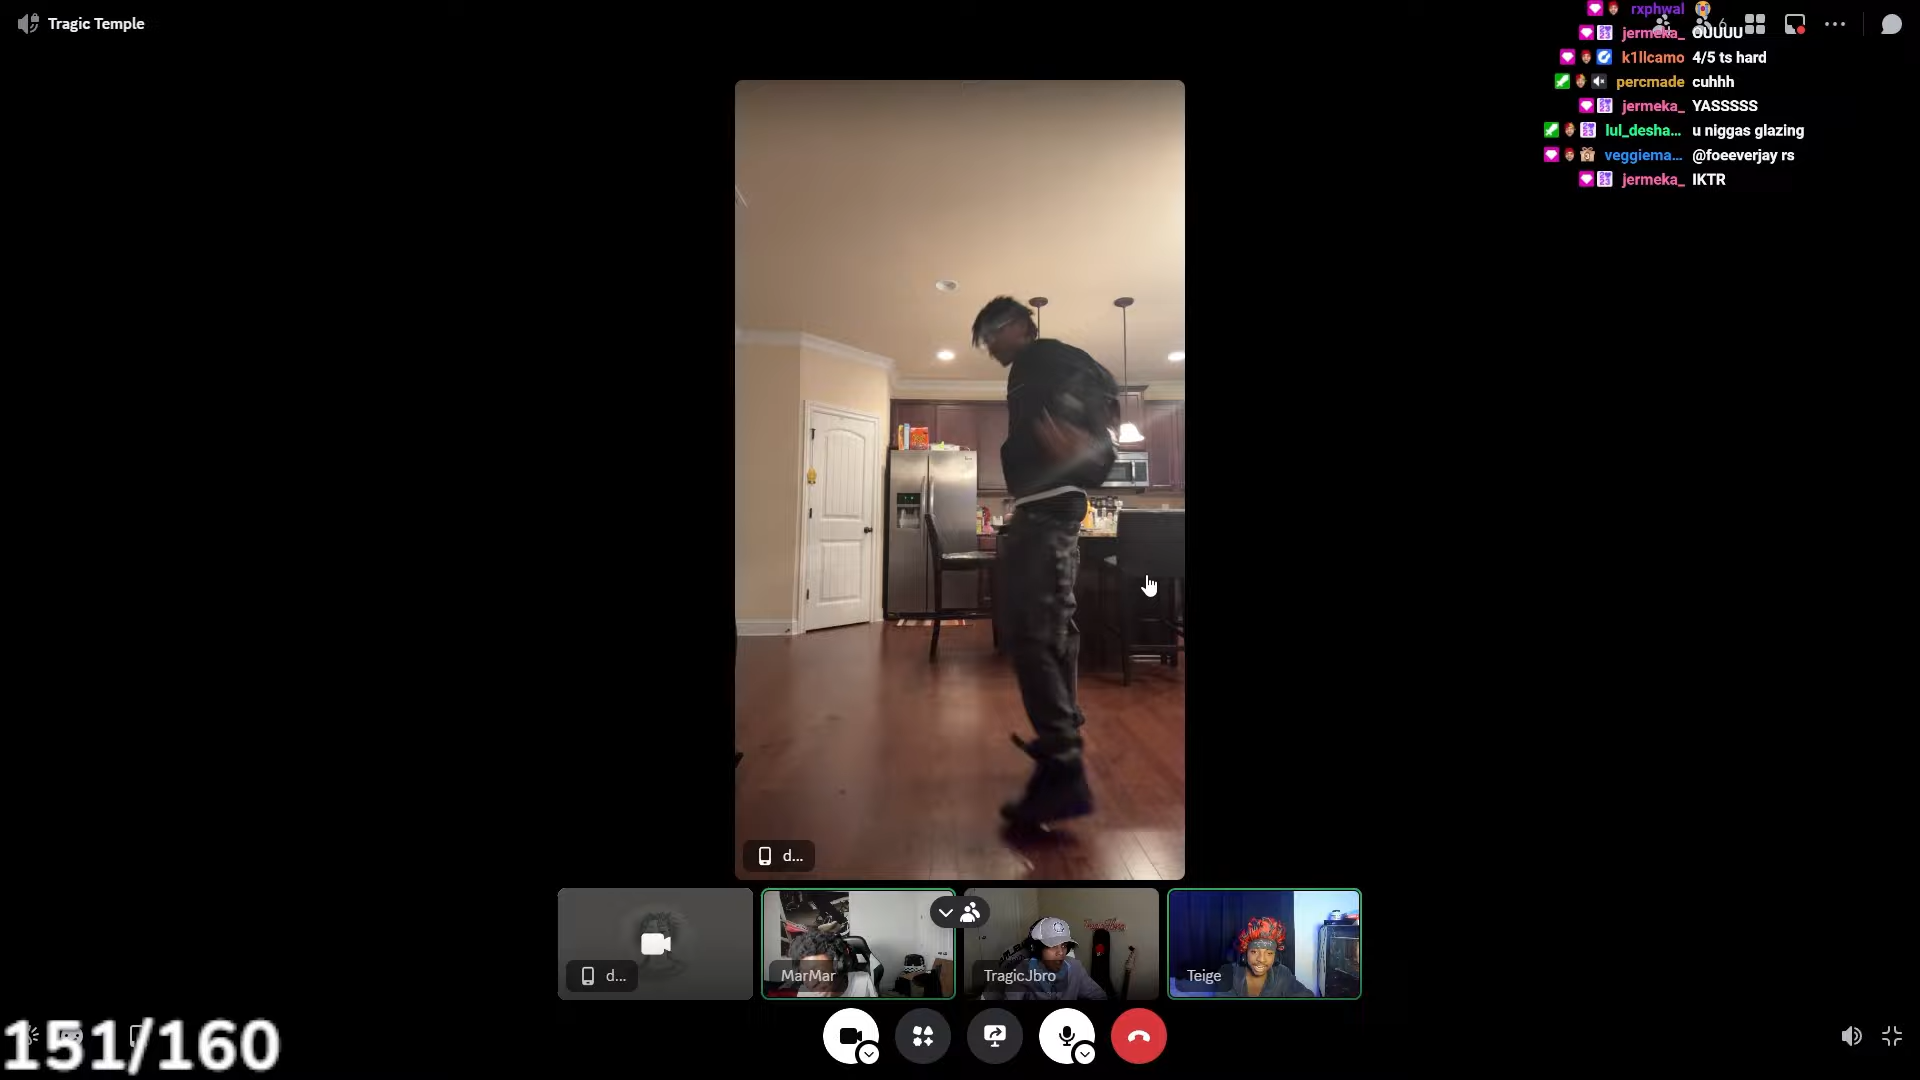 Tragic Temple
rxphwal
6
jermeka_ OUUUU
k1llcamo 4/5 ts hard
percmade cuhhh
jermeka_ YASSSSS
lul_desha... u niggas glazing
veggiema... @foeeverjay rs
jermeka_ IKTR
d...
d...
MarMar
TragicJbro
Teige
151/160